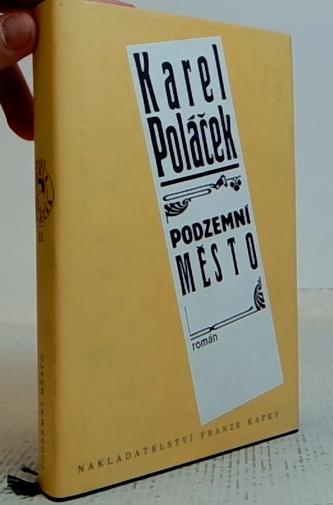 Karel
Poláček
PODZEMNÍ
MĚSTO
román
NAKLADATELSTVÍ FRANZE KAFKY